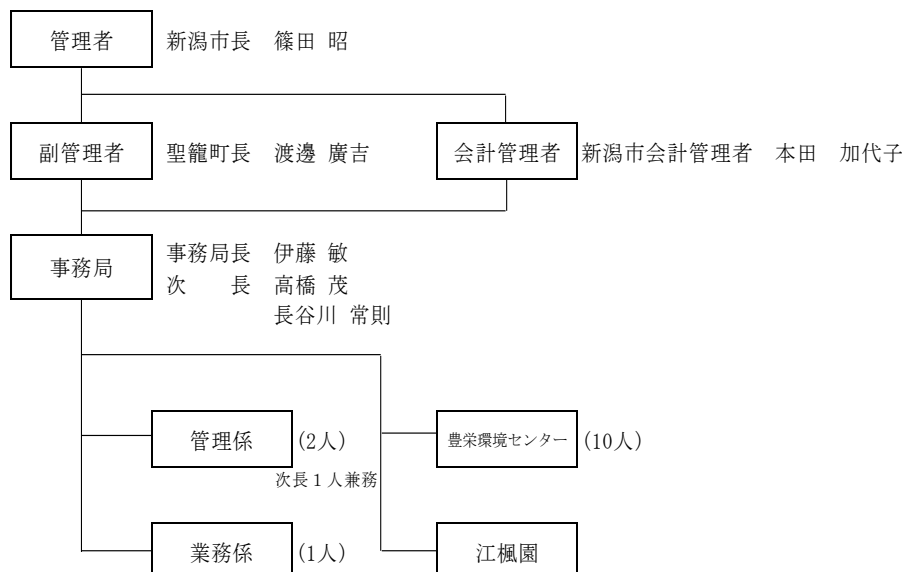 管理者 新潟市長 篠田 昭
副管理者 聖籠町長 渡邊 廣吉 会計管理者 新潟市会計管理者 本田 加代子
事務局 事務局長 伊藤 敏
次 長 高橋 茂
長谷川 常則
管理係 (2人) 豊栄環境センター (10人)
次長1人兼務
業務係 (1人) 江楓園